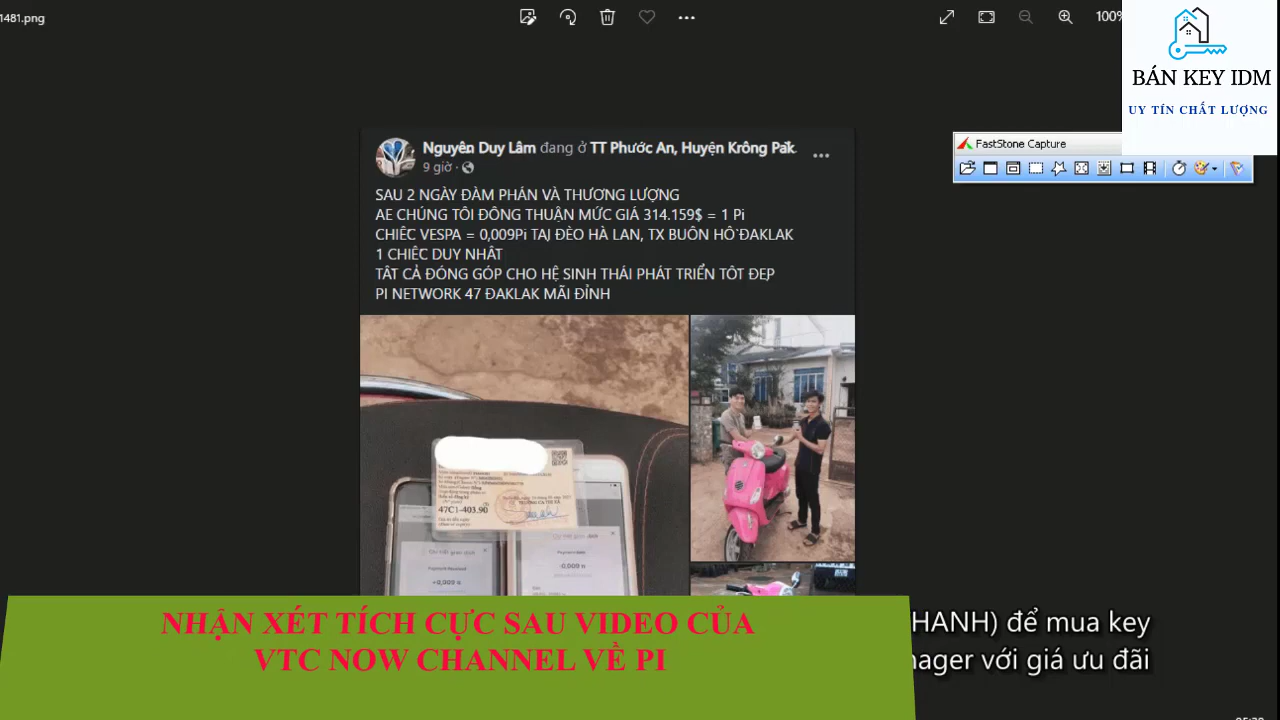 1481.png
100%
BÁN KEY IDM
UY TÍN CHẤT LƯỢNG
FastStone Capture
Nguyễn Duy Lâm đang ở TT Phước An, Huyện Krông Pắk.
9 giờ ·
SAU 2 NGÀY ĐÀM PHÁN VÀ THƯƠNG LƯỢNG
AE CHÚNG TÔI ĐỒNG THUẬN MỨC GIÁ 314.159$ = 1 Pi
CHIẾC VESPA = 0,009Pi TẠI ĐÈO HÀ LAN, TX BUÔN HỒ ĐAKLAK
1 CHIẾC DUY NHẤT
TẤT CẢ ĐÓNG GÓP CHO HỆ SINH THÁI PHÁT TRIỂN TỐT ĐẸP
PI NETWORK 47 ĐAKLAK MÃI ĐỈNH
47C1-403.90
NHẬN XÉT TÍCH CỰC SAU VIDEO CỦA
VTC NOW CHANNEL VỀ PI
HANH) để mua key
nager với giá ưu đãi